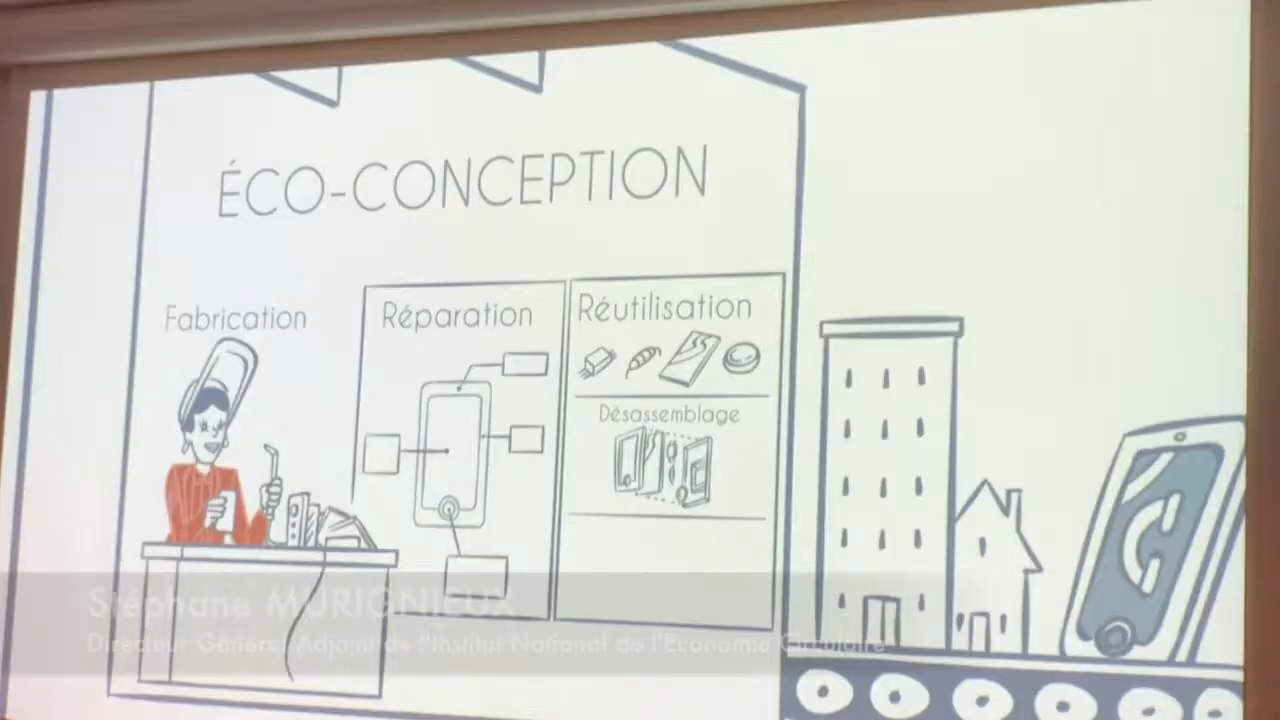 ÉCO-CONCEPTION
Fabrication
Réparation
Réutilisation
Désassemblage
Stéphane MURIGNIEUX
Directeur Général Adjoint de l'Institut National de l'Economie Circulaire